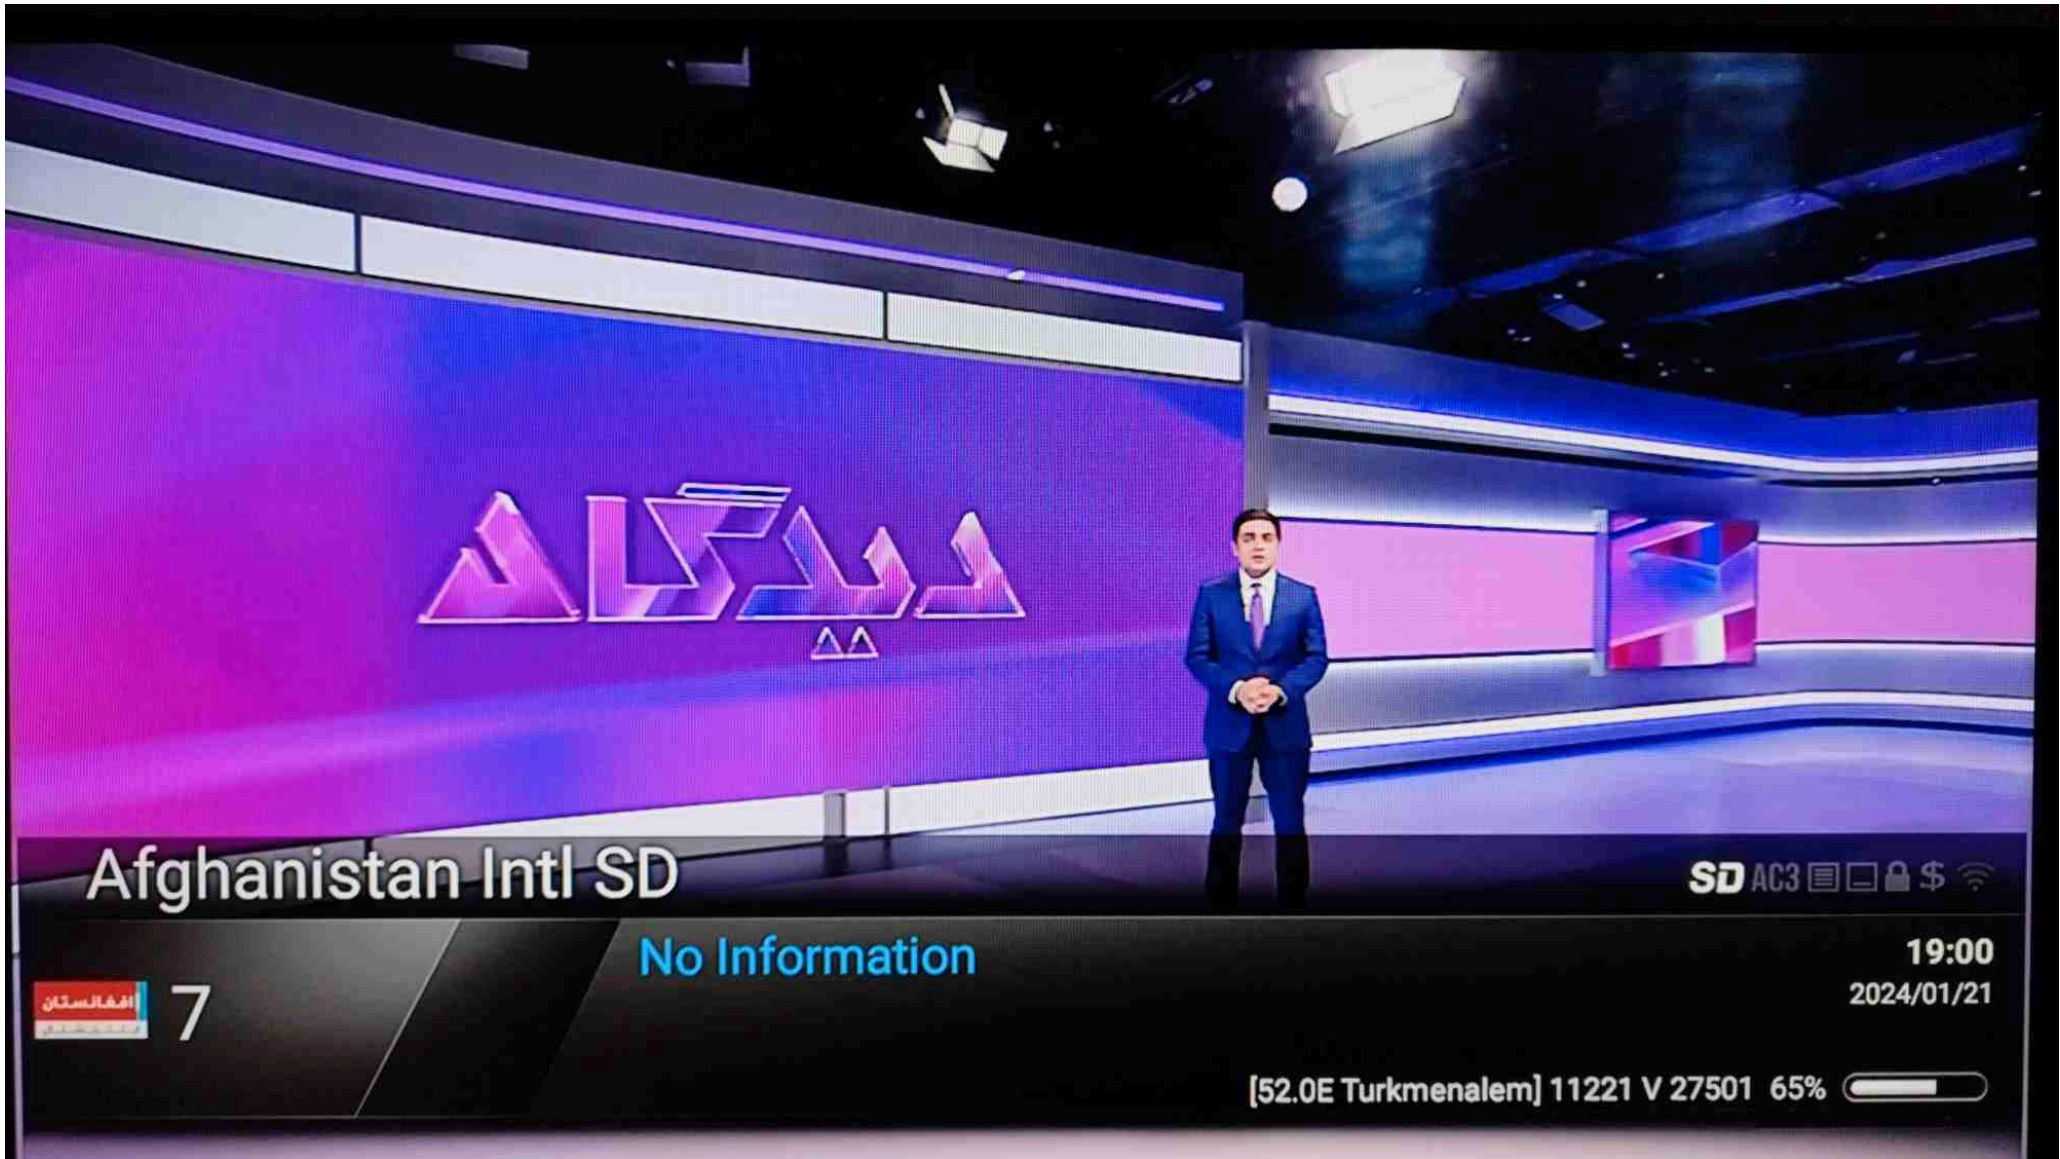 دیدگاه
Afghanistan Intl SD
SD AC3 $
No Information
19:00
افغانستان
7
2024/01/21
[52.0E Turkmenalem] 11221 V 27501 65%